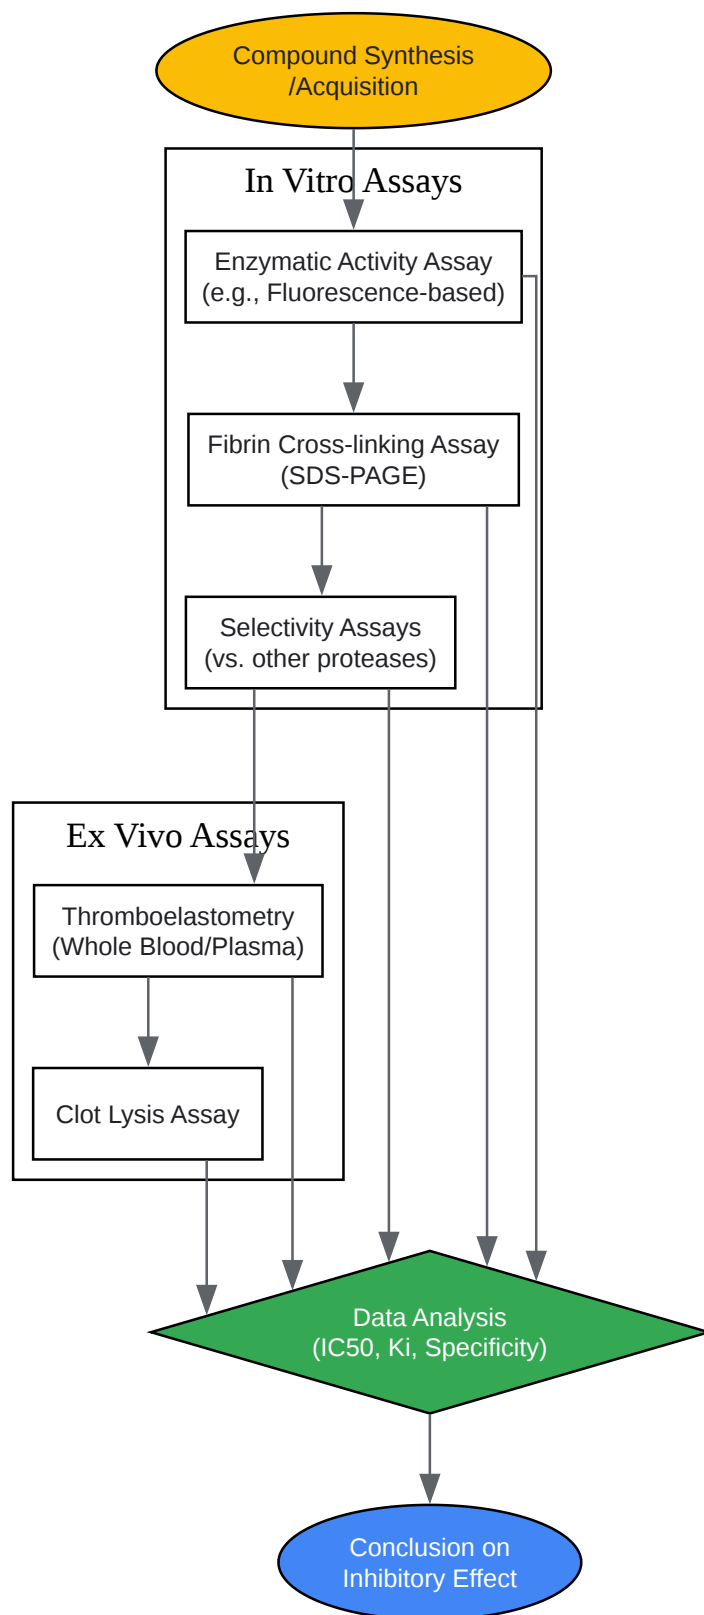 Compound Synthesis
/Acquisition
In Vitro Assays
Enzymatic Activity Assay
(e.g., Fluorescence-based)
Fibrin Cross-linking Assay
(SDS-PAGE)
Selectivity Assays
(vs. other proteases)
Ex Vivo Assays
Thromboelastometry
(Whole Blood/Plasma)
Clot Lysis Assay
Data Analysis
(IC50, Ki, Specificity)
Conclusion on
Inhibitory Effect